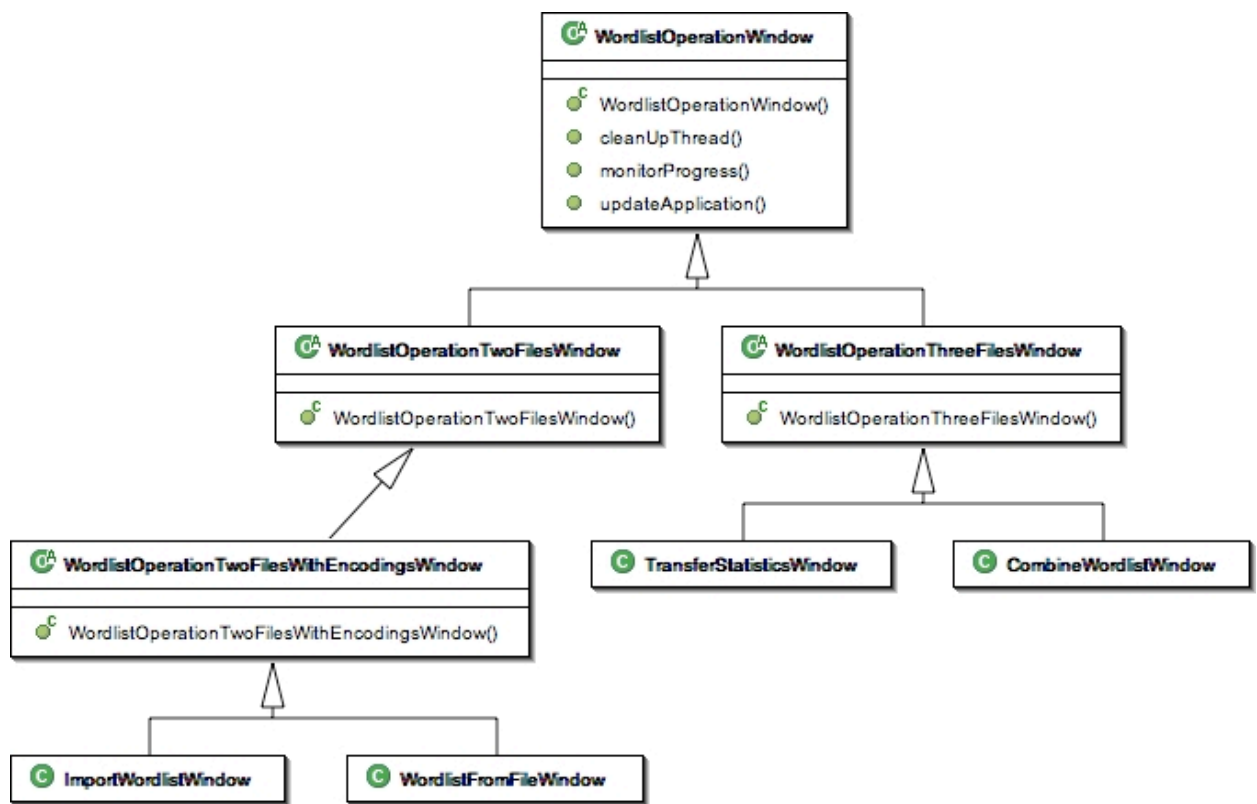 WordlistOperationWindow
WordlistOperationWindow()
cleanUpThread()
monitorProgress()
updateApplication()
WordlistOperationTwoFilesWindow
WordlistOperationTwoFilesWindow()
WordlistOperationThreeFilesWindow
WordlistOperationThreeFilesWindow()
WordlistOperationTwoFilesWithEncodingsWindow
WordlistOperationTwoFilesWithEncodingsWindow()
TransferStatisticsWindow
CombineWordlistWindow
ImportWordlistWindow
WordlistFromFileWindow